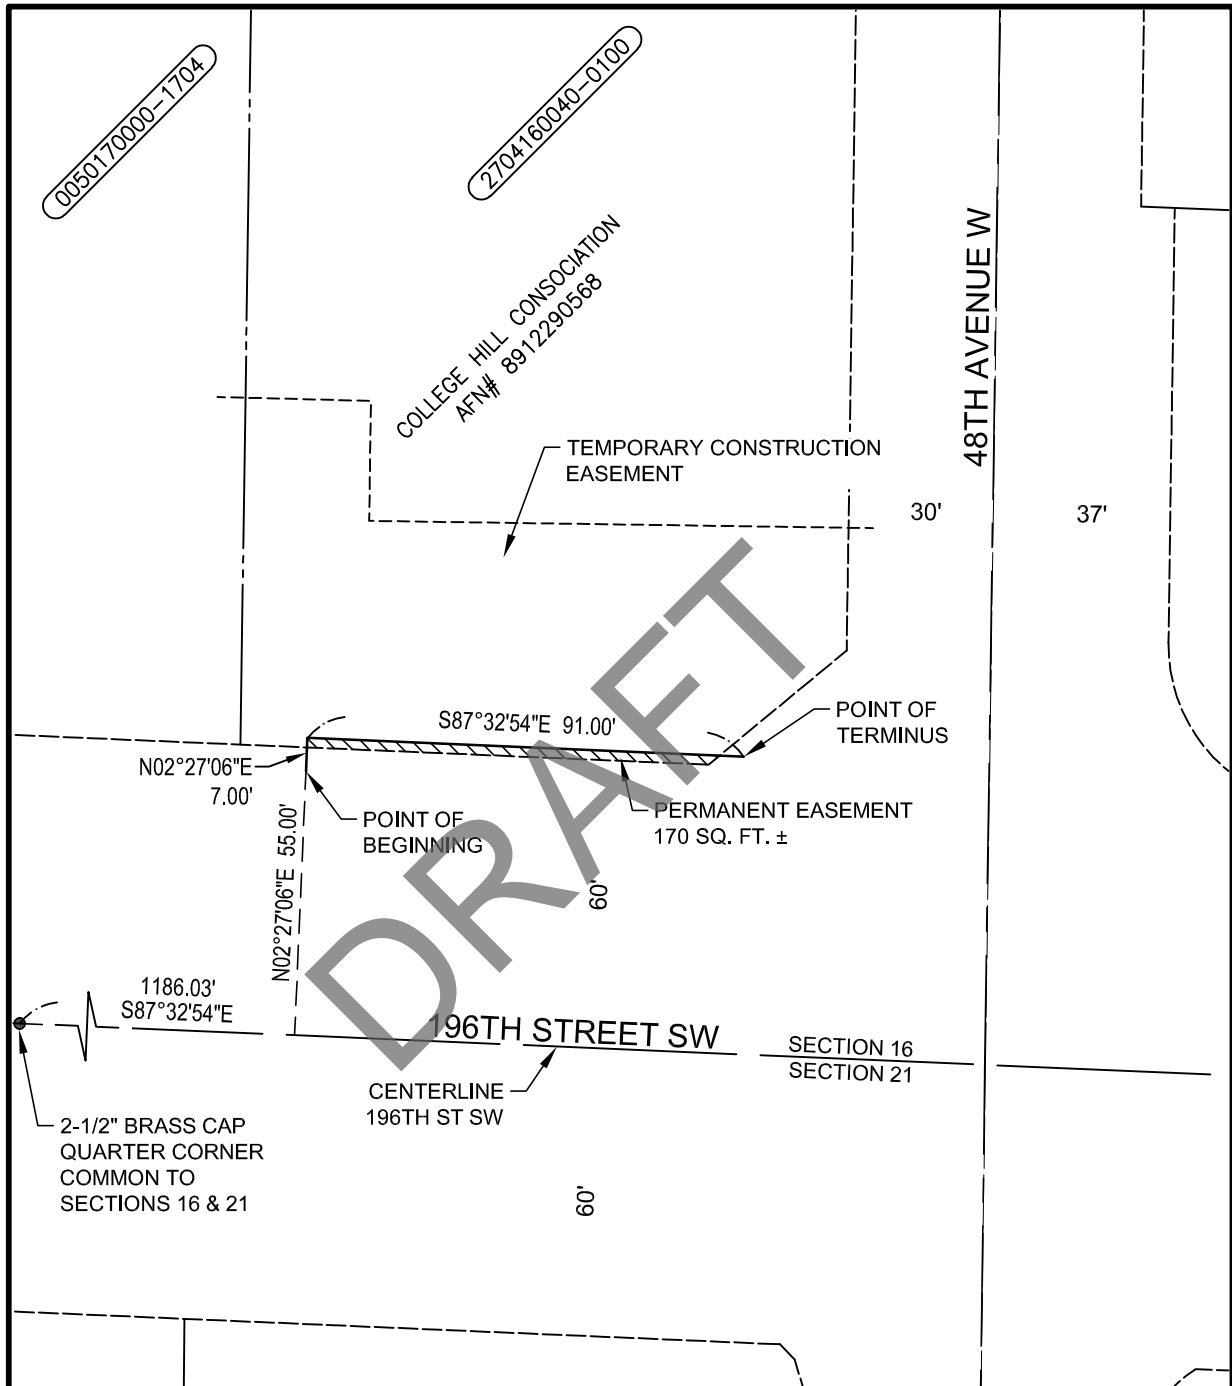 0050170000-1704
2704160040-0100
COLLEGE HILL CONSOCIATION
AFN# 8912290568
48TH AVENUE W
TEMPORARY CONSTRUCTION
EASEMENT
30'
37'
S87°32'54"E 91.00'
POINT OF
TERMINUS
N02°27'06"E
7.00'
POINT OF
BEGINNING
PERMANENT EASEMENT
170 SQ. FT. ±
N02°27'06"E 55.00'
60'
DRAFT
1186.03'
S87°32'54"E
196TH STREET SW
SECTION 16
SECTION 21
CENTERLINE
196TH ST SW
2-1/2" BRASS CAP
QUARTER CORNER
COMMON TO
SECTIONS 16 & 21
60'